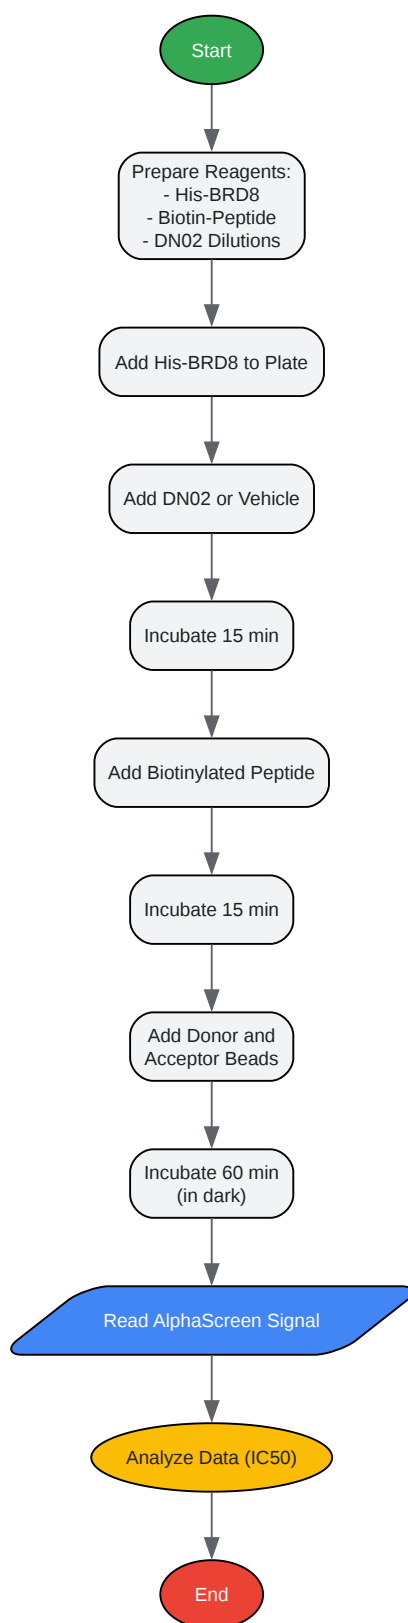 Start
Prepare Reagents:
- His-BRD8
- Biotin-Peptide
- DN02 Dilutions
Add His-BRD8 to Plate
Add DN02 or Vehicle
Incubate 15 min
Add Biotinylated Peptide
Incubate 15 min
Add Donor and
Acceptor Beads
Incubate 60 min
(in dark)
Read AlphaScreen Signal
Analyze Data (IC50)
End